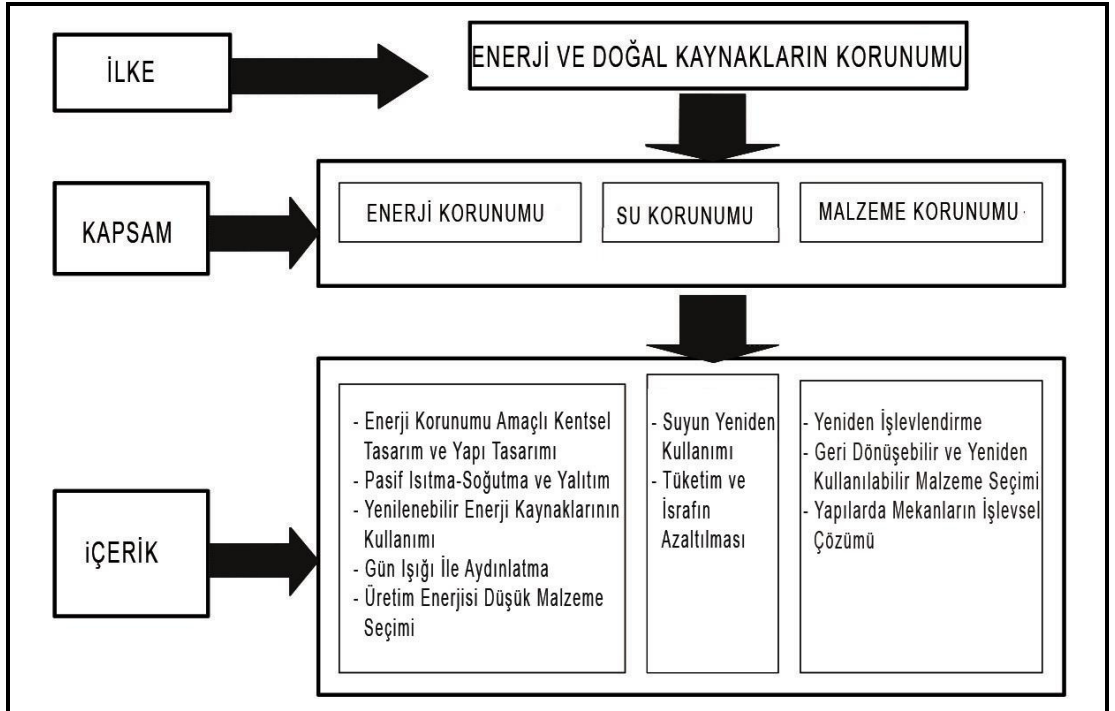 İLKE
ENERJİ VE DOĞAL KAYNAKLARIN KORUNUMU
KAPSAM
ENERJİ KORUNUMU
SU KORUNUMU
MALZEME KORUNUMU
iÇERİK
- Enerji Korunumu Amaçlı Kentsel
Tasarım ve Yapı Tasarımı
- Pasif Isıtma-Soğutma ve Yalıtım
- Yenilenebilir Enerji Kaynaklarının
Kullanımı
- Gün Işığı İle Aydınlatma
- Üretim Enerjisi Düşük Malzeme
Seçimi
- Suyun Yeniden
Kullanımı
- Tüketim ve
İsrafın
Azaltılması
- Yeniden İşlevlendirme
- Geri Dönüşebilir ve Yeniden
Kullanılabilir Malzeme Seçimi
- Yapılarda Mekanların İşlevsel
Çözümü